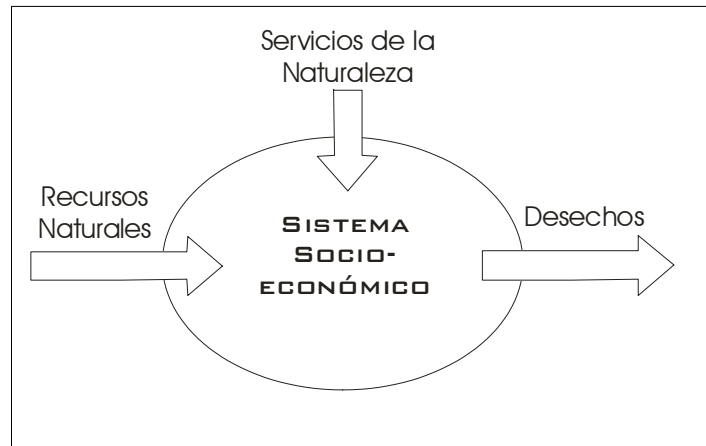 Servicios de la
Naturaleza
Recursos
Naturales
SISTEMA
SOCIO-
ECONÓMICO
Desechos